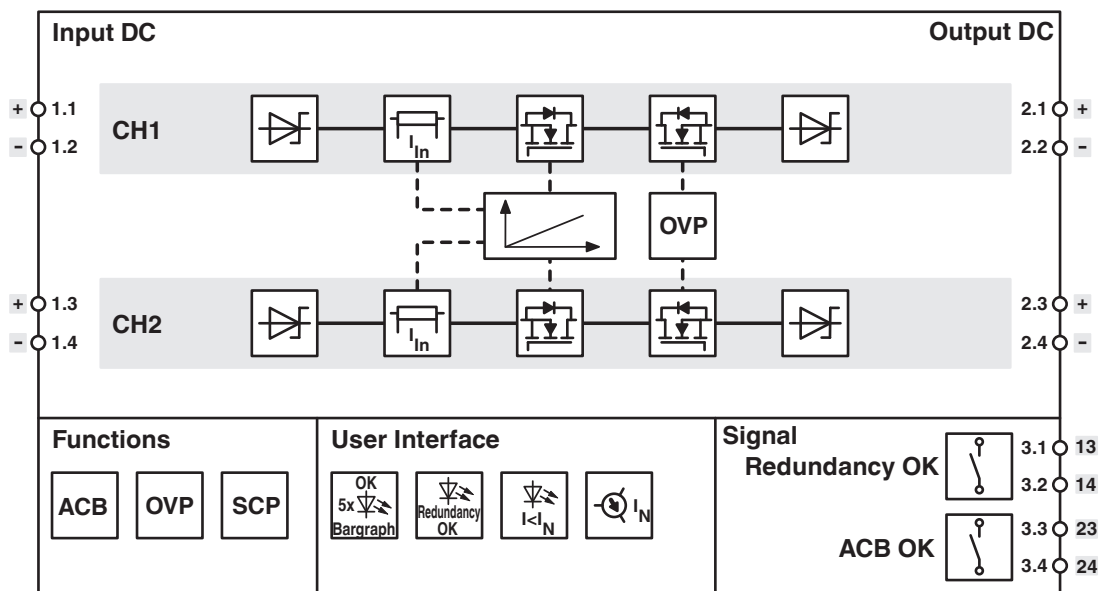 Input DC
Output DC
+ 1.1
- 1.2
CH1
I In
2.1 +
2.2 -
OVP
+ 1.3
- 1.4
CH2
I In
2.3 +
2.4 -
Functions
ACB
OVP
SCP
User Interface
OK
5x
Bargraph
Redundancy
OK
I<IN
IN
Signal
Redundancy OK
3.1 13
3.2 14
ACB OK
3.3 23
3.4 24